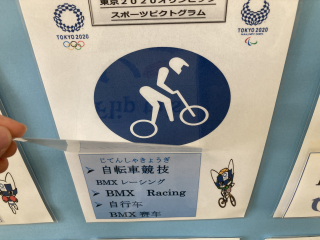 東京2020オリンピック
スポーツピクトグラム
TOKYO 2020
TOKYO 2020
じてんしゃきょうぎ
➢ 自転車競技
BMX レーシング
➢ BMX Racing
➢ 自行车
BMX 赛车